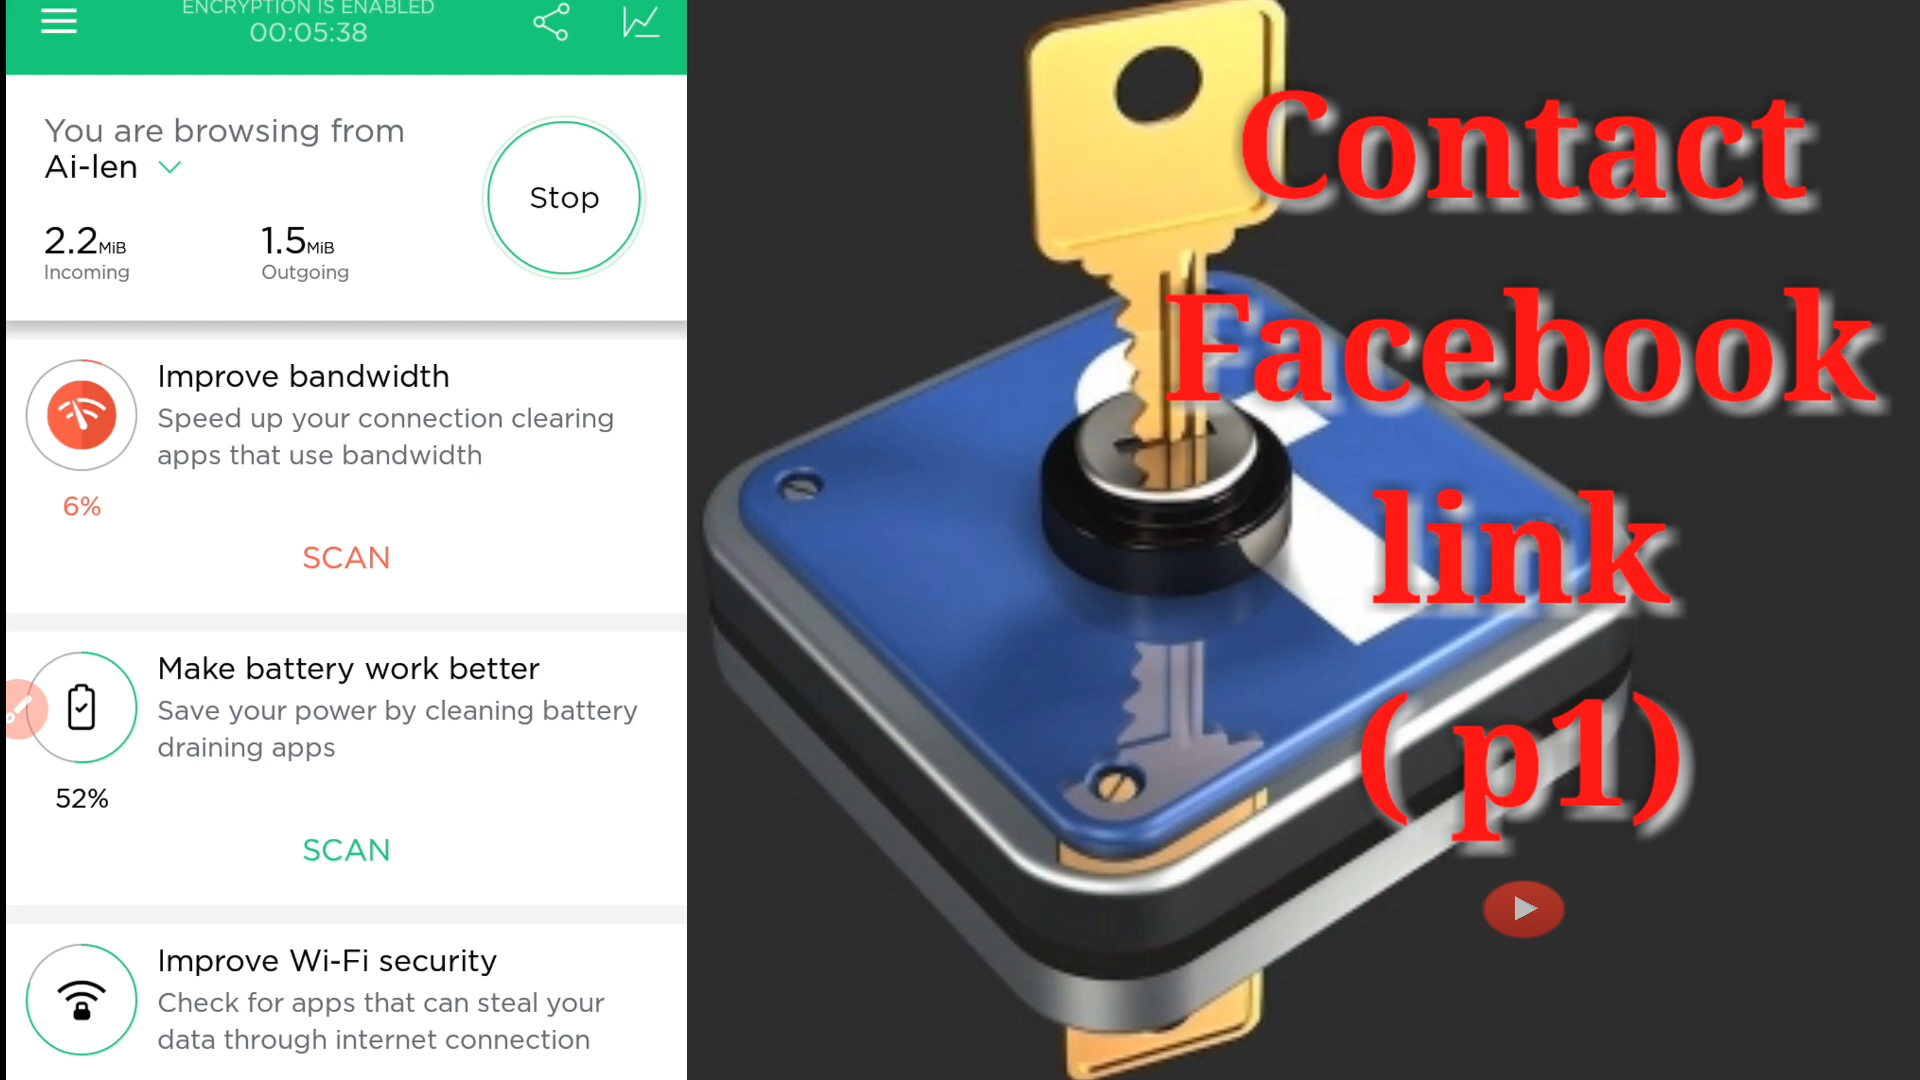 ENCRYPTION IS ENABLED
00:05:38
You are browsing from
Ai-len
2.2MiB
Incoming
1.5MiB
Outgoing
Stop
Improve bandwidth
Speed up your connection clearing
apps that use bandwidth
6%
SCAN
Make battery work better
Save your power by cleaning battery
draining apps
52%
SCAN
Improve Wi-Fi security
Check for apps that can steal your
data through internet connection
Contact
Facebook
link
( p1)